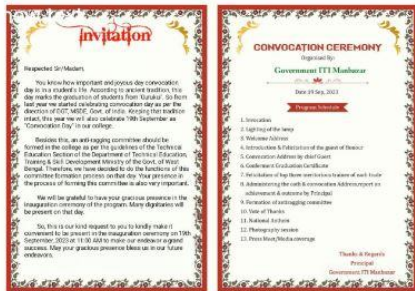 Invitation
Respected Sir/Madam,
You know how important and joyous day convocation
day is in a student's life. According to ancient tradition, this
day marks the graduation of students from 'Gurukul'. So from
last year we started celebrating convocation day as per the
direction of DGT, MSDE, Govt. of India. Keeping that tradition
intact, this year we will also celebrate 19th September as
"Convocation Day" in our college.
Besides this, an anti-ragging committee should be
formed in the college as per the guidelines of the Technical
Education Section of the Department of Technical Education,
Training & Skill Development Ministry of the Govt. of West
Bengal. Therefore, we have decided to do the functions of this
committee formation process on that day. Your presence in
the process of forming this committee is also very important.
We will be grateful to have your gracious presence in the
inauguration ceremony of the program. Many dignitaries will
be present on that day.
So, this is our kind request to you to kindly make it
convenient to be present in the inauguration ceremony on 19th
September, 2023 at 11:00 AM to make our endeavor a grand
success. May your gracious presence bless us in our future
endeavors.
CONVOCATION CEREMONY
Organised By:
Government ITI Manbazar
Date 19 Sep, 2023
Program Schedule
1. Invocation
2. Lighting of the lamp
3. Welcome Address
4. Introduction & Felicitation of the guest of Honour
5. Convocation Address by chief Guest
6. Conferment Graduation Certificate
7. Felicitation of top three meritorious trainee of each trade
8. Administering the oath & convocation Address,report on
achievement & outcome by Principal
9. Formation of antiragging committee
10. Vote of Thanks
11. National Anthem
12. Photography session
13. Press Meet/Media coverage
Thanks & Regards
Principal
Government ITI Manbazar